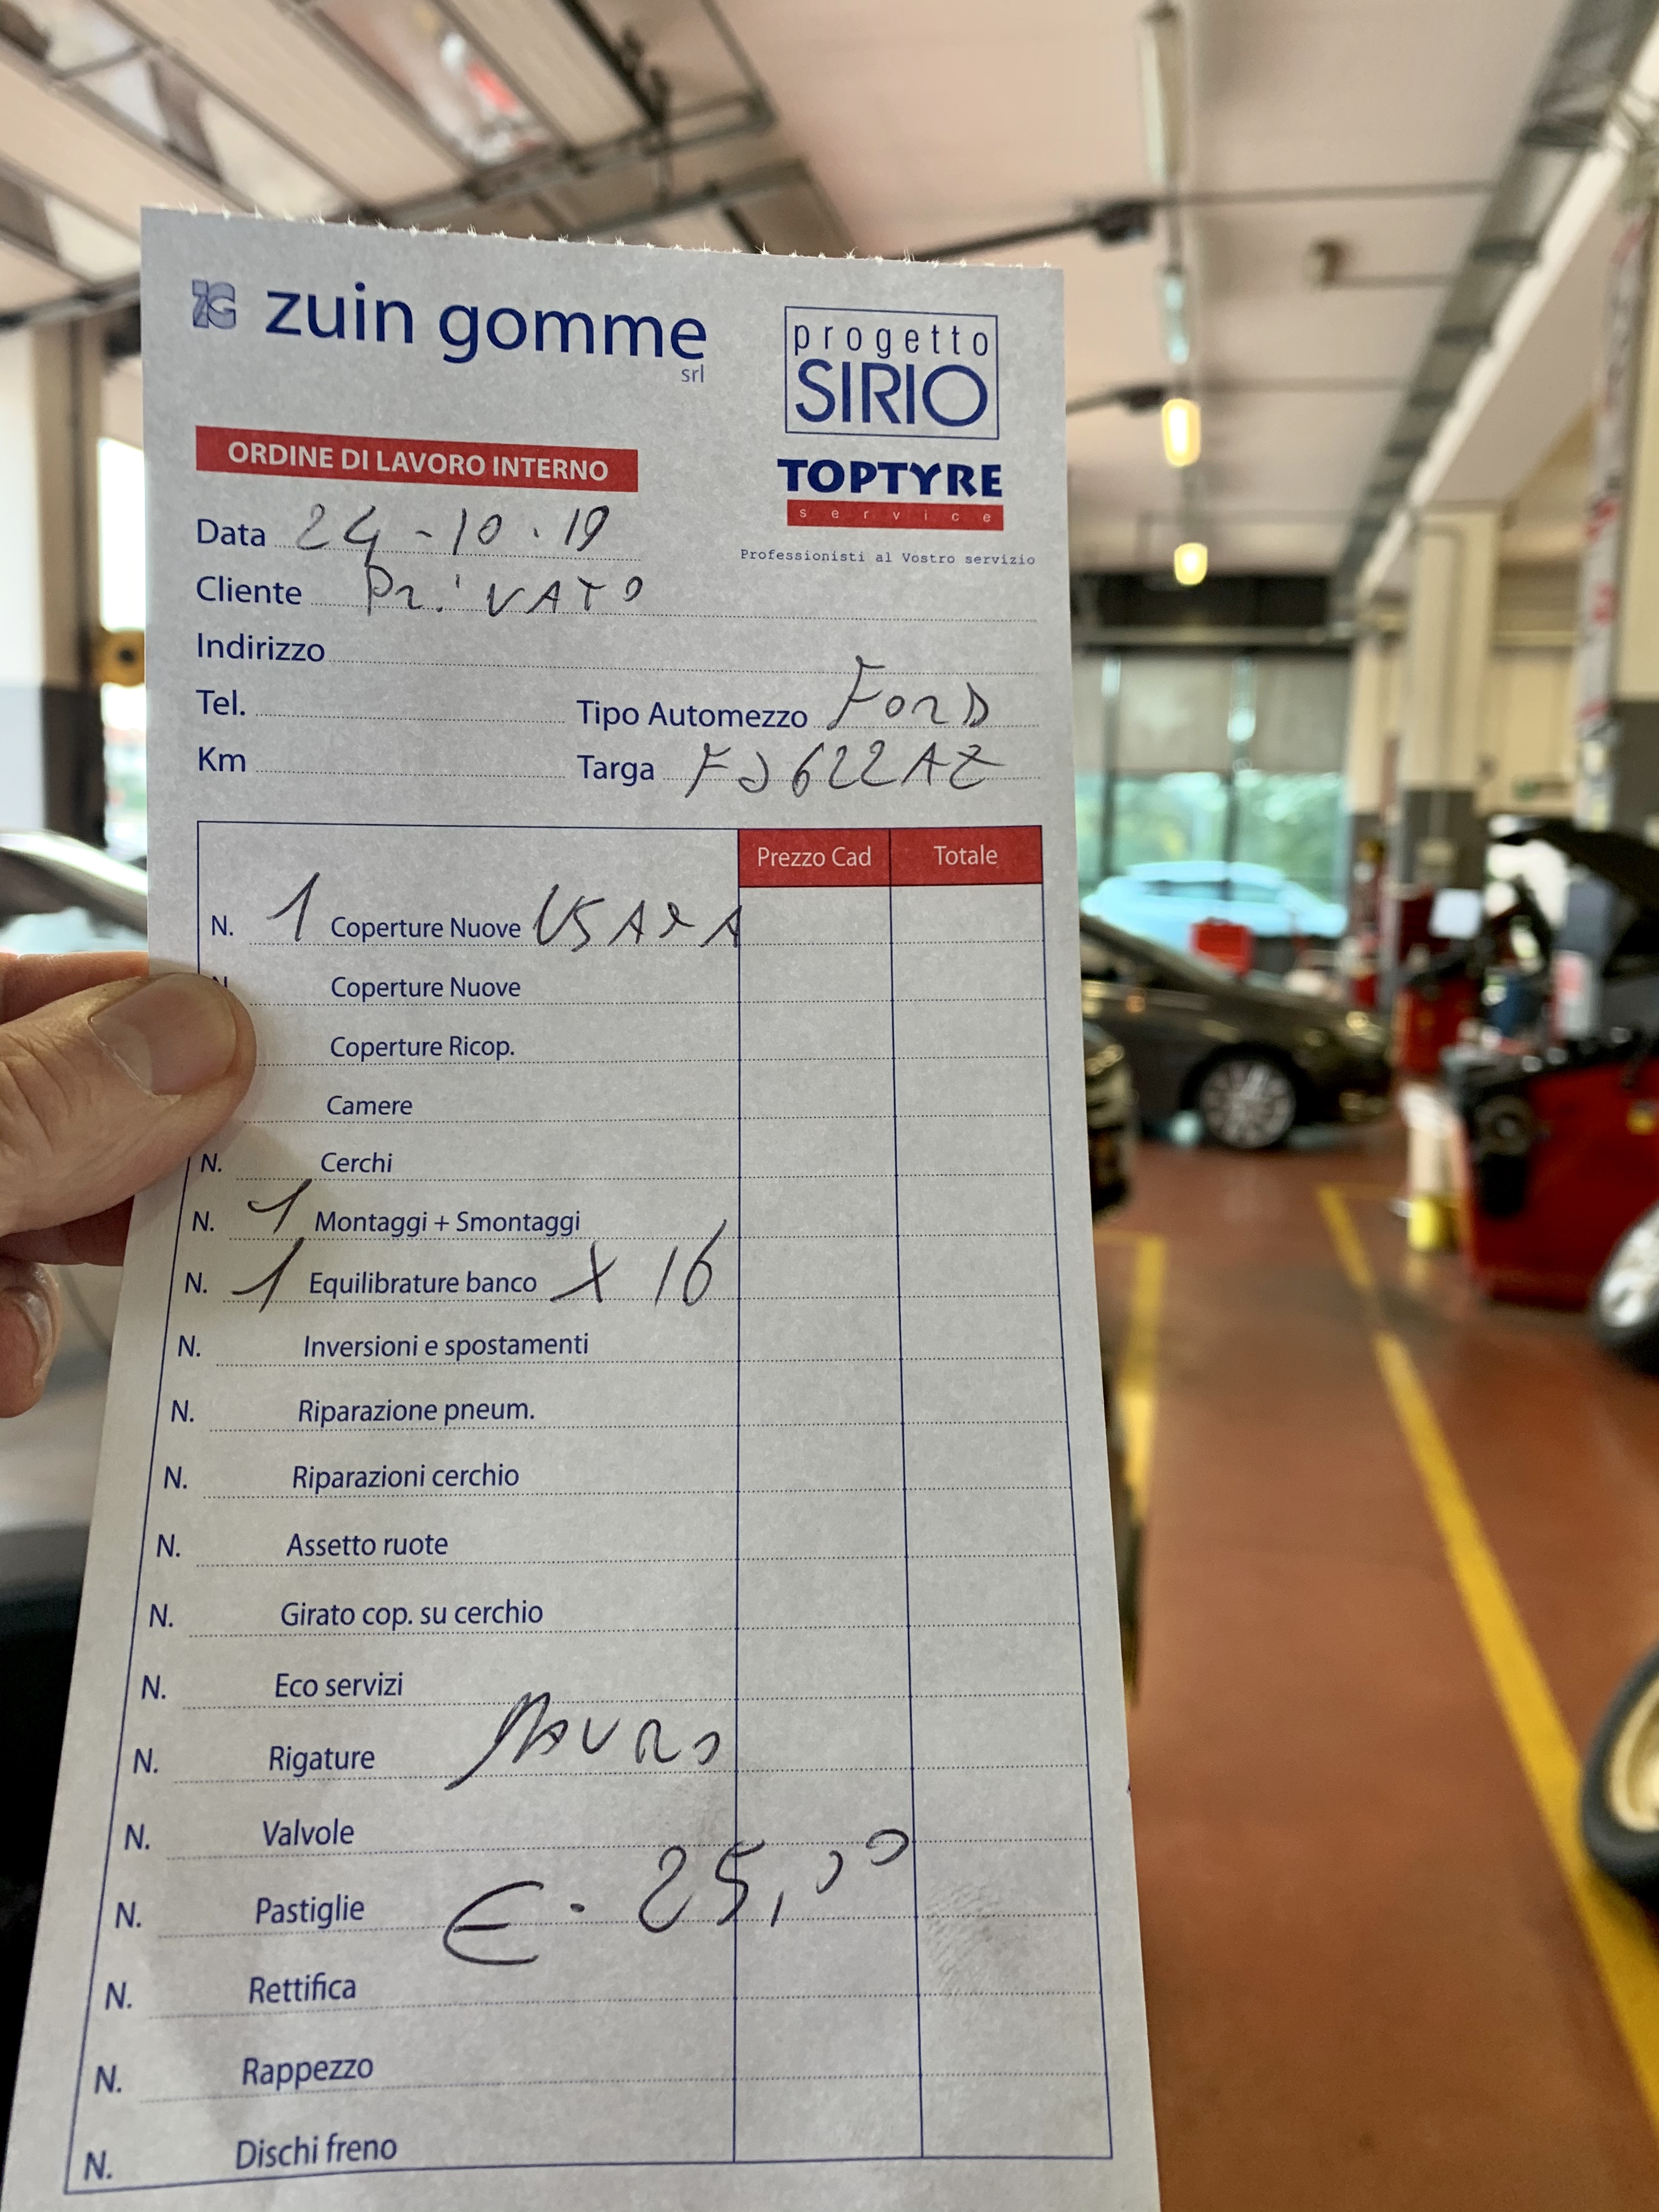 ZG zuin gomme
srl
progetto
SIRIO
TOPTYRE
service
Professionisti al Vostro servizio
ORDINE DI LAVORO INTERNO
Data 24-10.19
Cliente Pri'VATO
Indirizzo
Tel. Tipo Automezzo FORD
Km Targa FJ622AZ
Prezzo Cad Totale
N. 1 Coperture Nuove USATA
N. Coperture Nuove
Coperture Ricop.
Camere
N. Cerchi
N. 1 Montaggi + Smontaggi
N. 1 Equilibrature banco X 16
N. Inversioni e spostamenti
N. Riparazione pneum.
N. Riparazioni cerchio
N. Assetto ruote
N. Girato cop. su cerchio
N. Eco servizi
N. Rigature MAURO
N. Valvole
N. Pastiglie €. 25,00
N. Rettifica
N. Rappezzo
N. Dischi freno